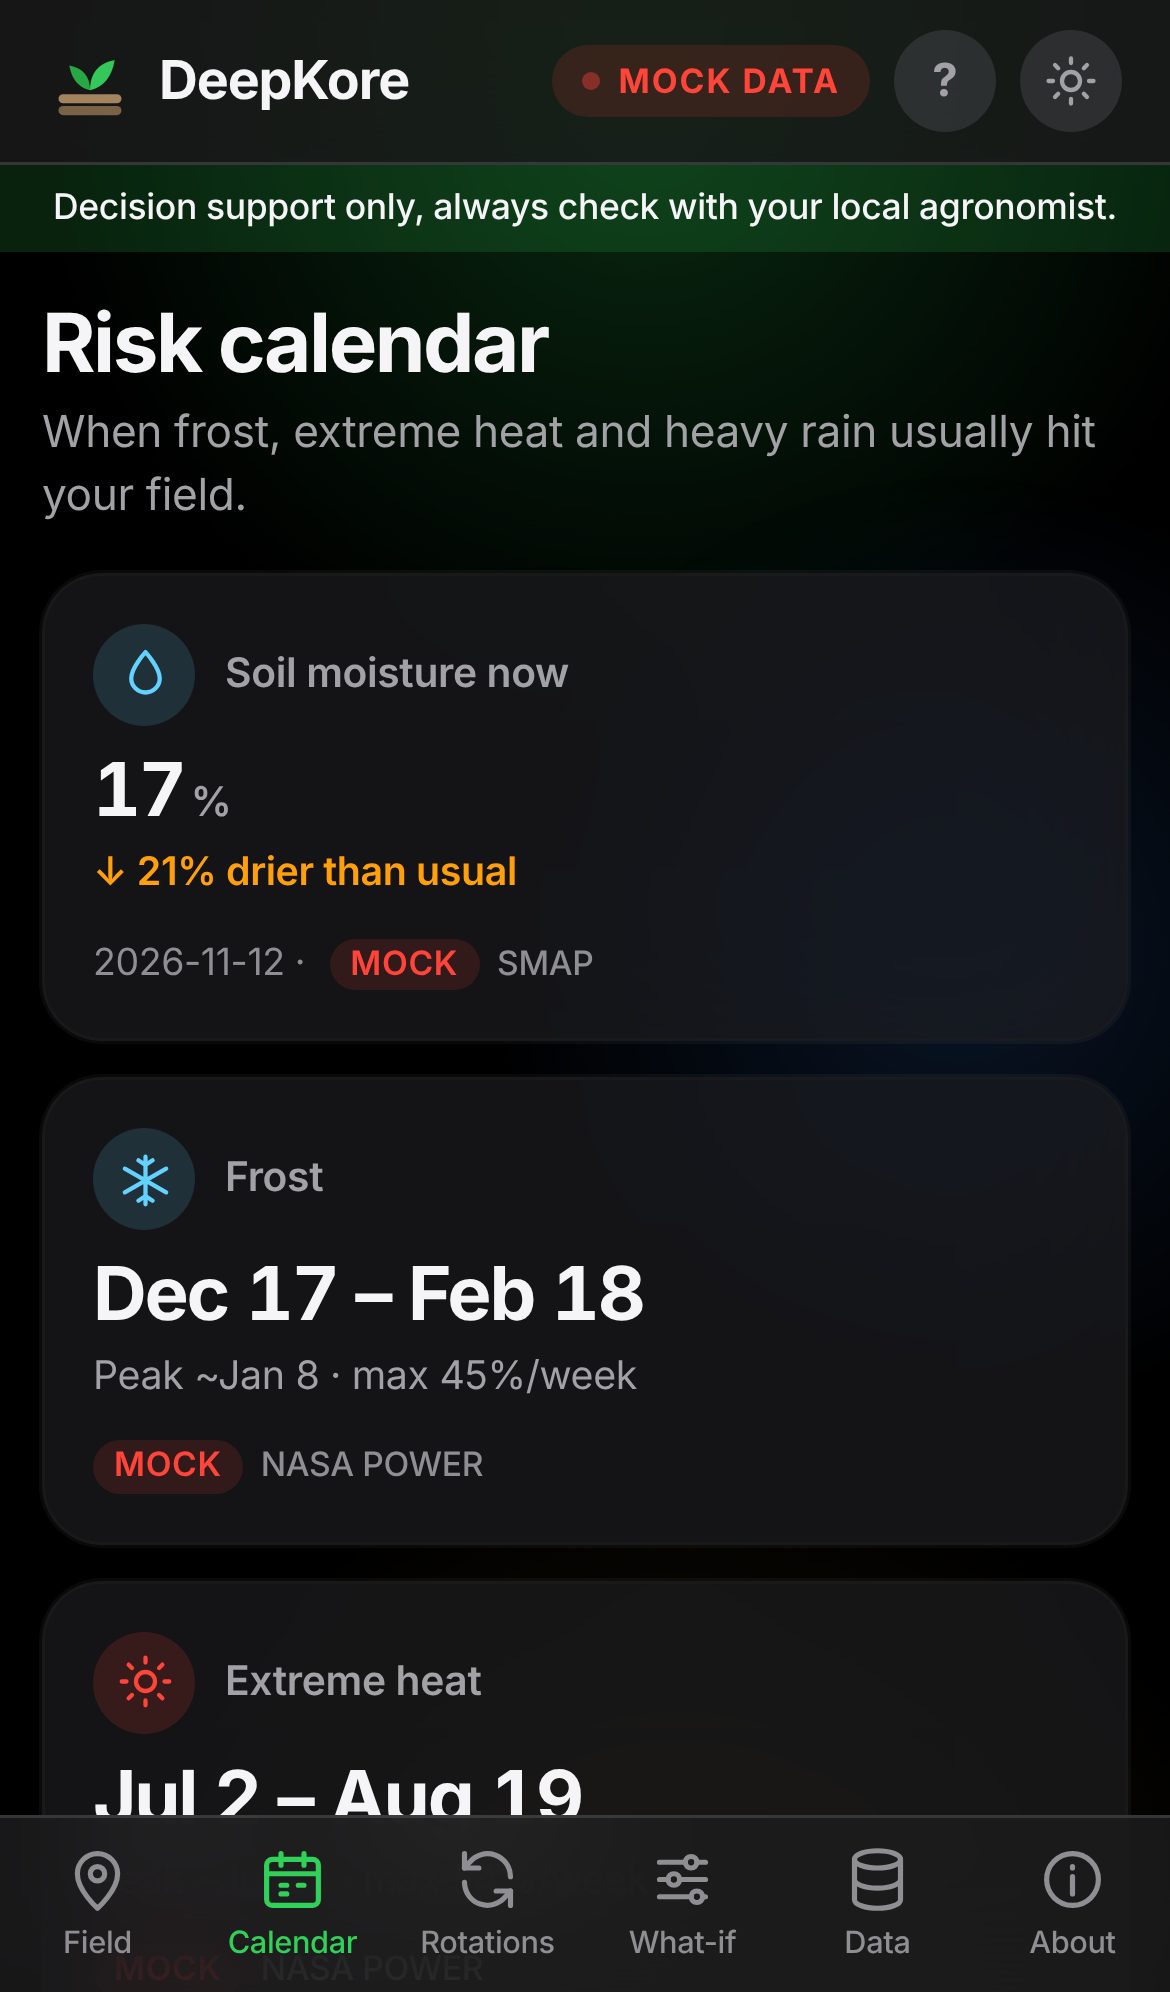 DeepKore
MOCK DATA
?
Decision support only, always check with your local agronomist.
Risk calendar
When frost, extreme heat and heavy rain usually hit
your field.
Soil moisture now
17 %
↓ 21% drier than usual
2026-11-12 · MOCK SMAP
Frost
Dec 17 – Feb 18
Peak ~Jan 8 · max 45%/week
MOCK NASA POWER
Extreme heat
Jul 2 – Aug 19
Field
Calendar
Rotations
What-if
Data
About
MOCK NASA POWER